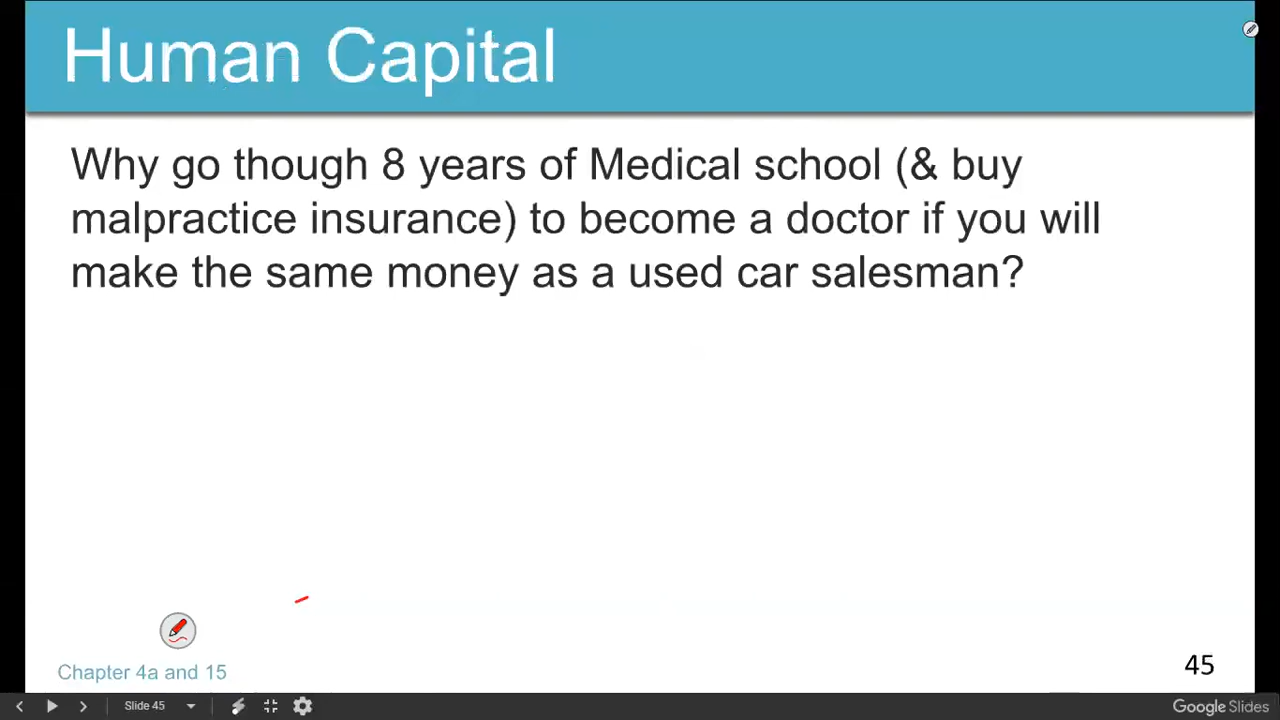 Human Capital
Why go though 8 years of Medical school (& buy
malpractice insurance) to become a doctor if you will
make the same money as a used car salesman?
Chapter 4a and 15
45
Slide 45
Google Slides